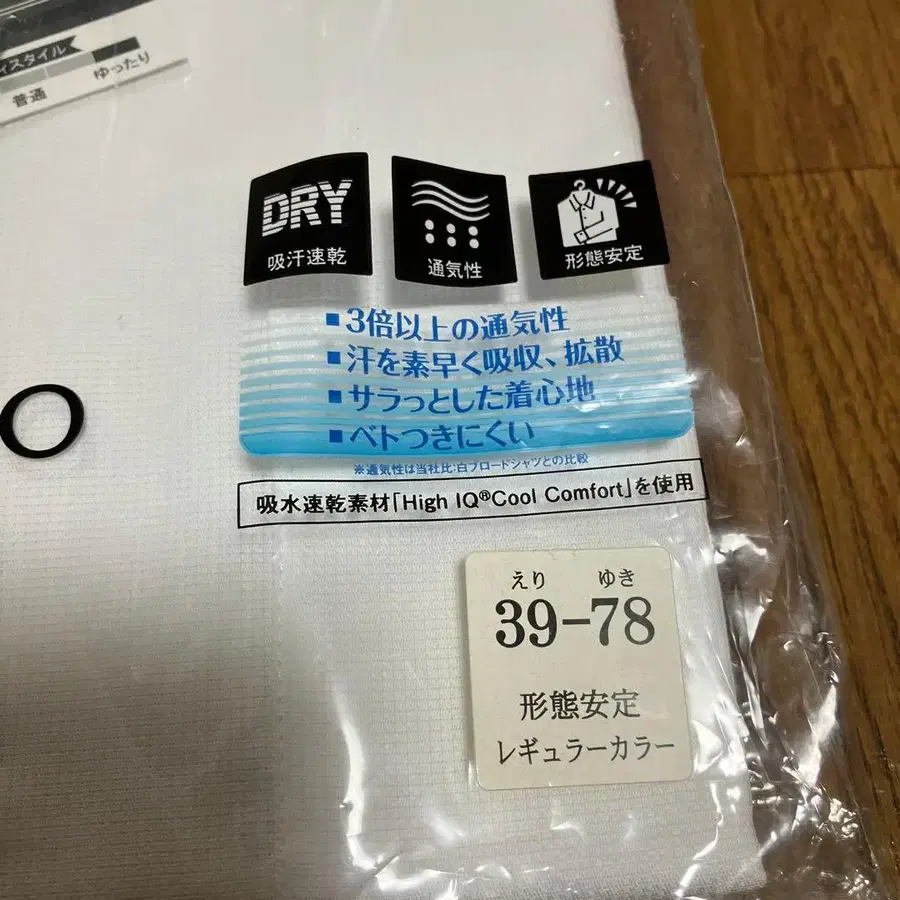 ィスタイル
普通
ゆったり
DRY
吸汗速乾
通気性
形態安定
■3倍以上の通気性
■汗を素早く吸収、拡散
■サラっとした着心地
■ベトつきにくい
※通気性は当社比:白ブロードシャツとの比較
吸水速乾素材「High IQ®Cool Comfort」を使用
O
えり ゆき
39-78
形態安定
レギュラーカラー